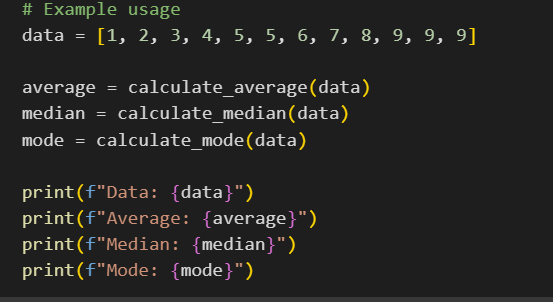 # Example usage
data = [1, 2, 3, 4, 5, 5, 6, 7, 8, 9, 9, 9]
average = calculate_average(data)
median = calculate_median(data)
mode = calculate_mode(data)
print(f"Data: {data}")
print(f"Average: {average}")
print(f"Median: {median}")
print(f"Mode: {mode}")